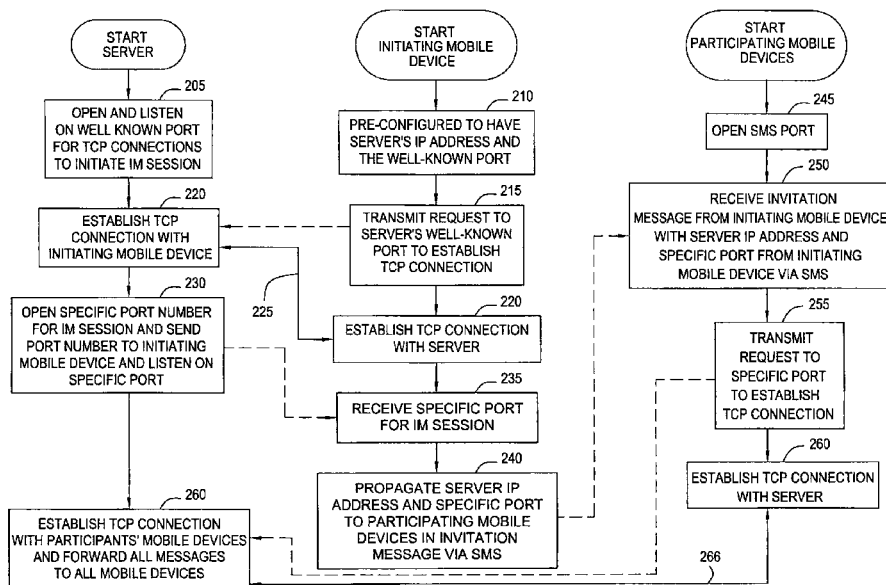 START
SERVER
205
OPEN AND LISTEN
ON WELL KNOWN PORT
FOR TCP CONNECTIONS
TO INITIATE IM SESSION
220
ESTABLISH TCP
CONNECTION WITH
INITIATING MOBILE
DEVICE
225
230
OPEN SPECIFIC PORT NUMBER
FOR IM SESSION AND SEND
PORT NUMBER TO INITIATING
MOBILE DEVICE AND LISTEN ON
SPECIFIC PORT
260
ESTABLISH TCP CONNECTION
WITH PARTICIPANTS' MOBILE DEVICES
AND FORWARD ALL MESSAGES
TO ALL MOBILE DEVICES
START
INITIATING MOBILE
DEVICE
210
PRE-CONFIGURED TO HAVE
SERVER'S IP ADDRESS AND
THE WELL-KNOWN PORT
215
TRANSMIT REQUEST TO
SERVER'S WELL-KNOWN
PORT TO ESTABLISH
TCP CONNECTION
220
ESTABLISH TCP CONNECTION
WITH SERVER
235
RECEIVE SPECIFIC PORT
FOR IM SESSION
240
PROPAGATE SERVER IP
ADDRESS AND SPECIFIC PORT
TO PARTICIPATING MOBILE
DEVICES IN INVITATION
MESSAGE VIA SMS
START
PARTICIPATING MOBILE
DEVICES
245
OPEN SMS PORT
250
RECEIVE INVITATION
MESSAGE FROM INITIATING MOBILE DEVICE
WITH SERVER IP ADDRESS AND
SPECIFIC PORT FROM INITIATING
MOBILE DEVICE VIA SMS
255
TRANSMIT
REQUEST TO
SPECIFIC PORT
TO ESTABLISH
TCP CONNECTION
260
ESTABLISH TCP CONNECTION
WITH SERVER
266